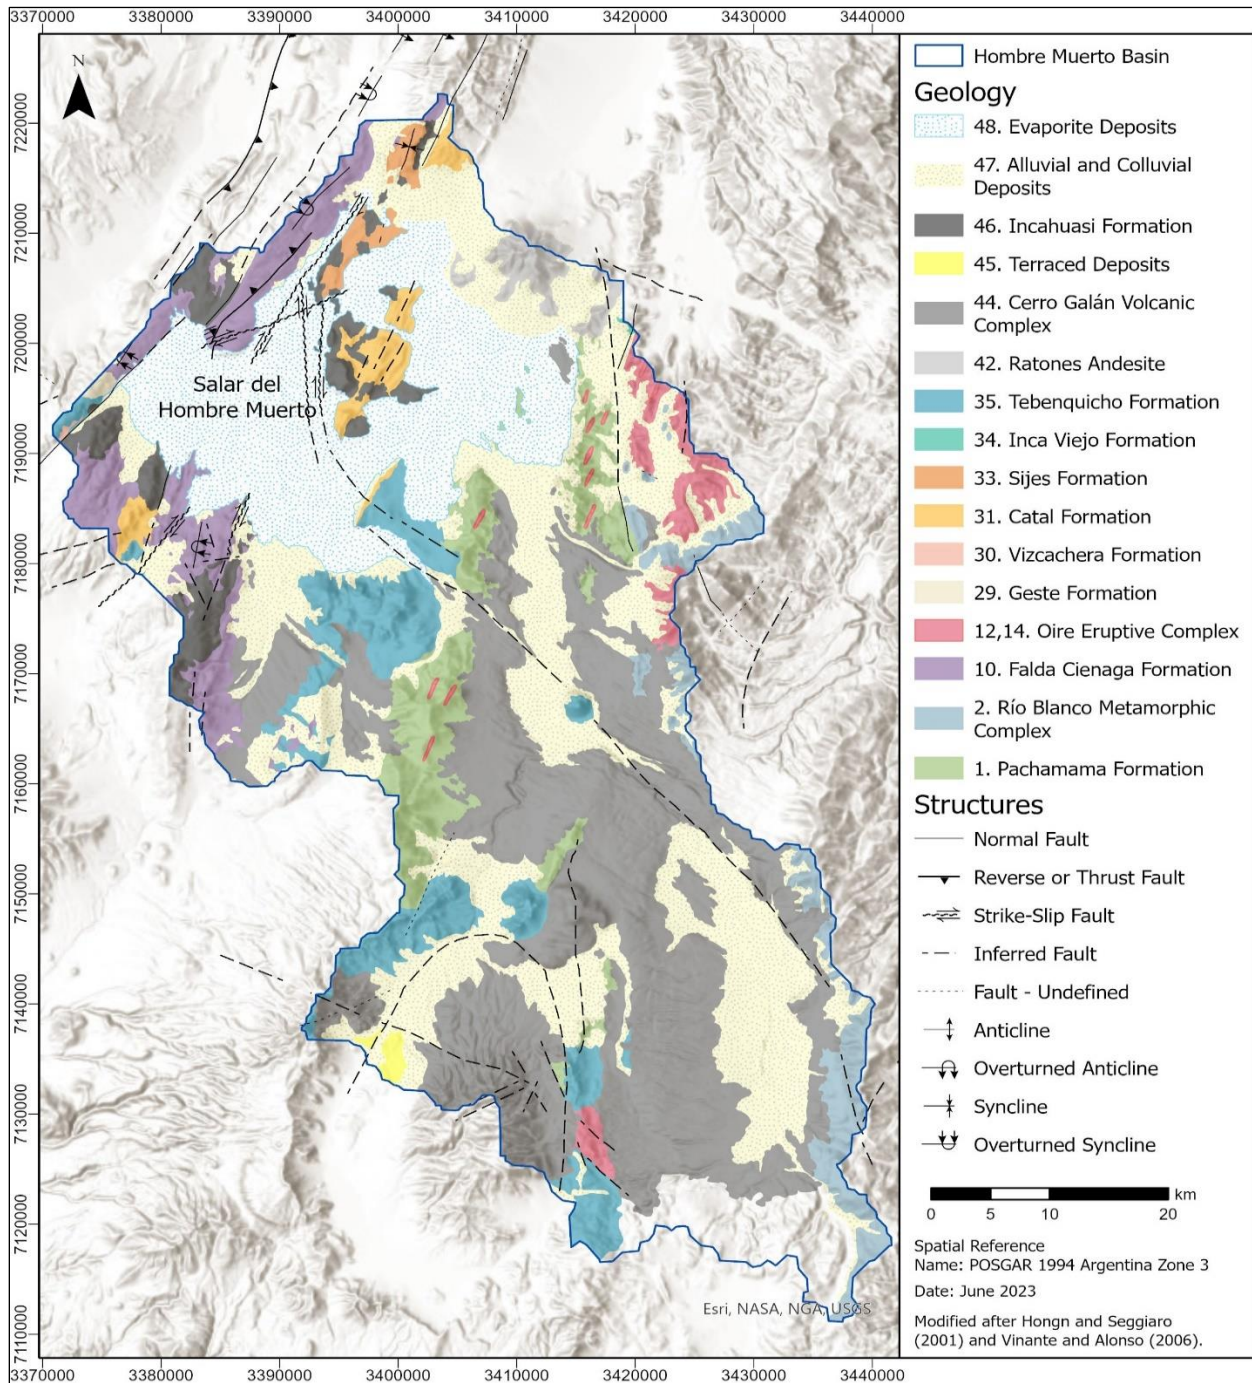 3370000 3380000 3390000 3400000 3410000 3420000 3430000 3440000
N
7220000
7210000
7200000
7190000
7180000
7170000
7160000
7150000
7140000
7130000
7120000
7110000
Salar del
Hombre Muerto
Esri, NASA, NGA, USGS
3370000 3380000 3390000 3400000 3410000 3420000 3430000 3440000
Hombre Muerto Basin
Geology
48. Evaporite Deposits
47. Alluvial and Colluvial
Deposits
46. Incahuasi Formation
45. Terraced Deposits
44. Cerro Galán Volcanic
Complex
42. Ratones Andesite
35. Tebenquicho Formation
34. Inca Viejo Formation
33. Sijes Formation
31. Catal Formation
30. Vizcachera Formation
29. Geste Formation
12,14. Oire Eruptive Complex
10. Falda Cienaga Formation
2. Río Blanco Metamorphic
Complex
1. Pachamama Formation
Structures
Normal Fault
Reverse or Thrust Fault
Strike-Slip Fault
Inferred Fault
Fault - Undefined
Anticline
Overturned Anticline
Syncline
Overturned Syncline
km
0 5 10 20
Spatial Reference
Name: POSGAR 1994 Argentina Zone 3
Date: June 2023
Modified after Hongn and Seggiaro
(2001) and Vinante and Alonso (2006).